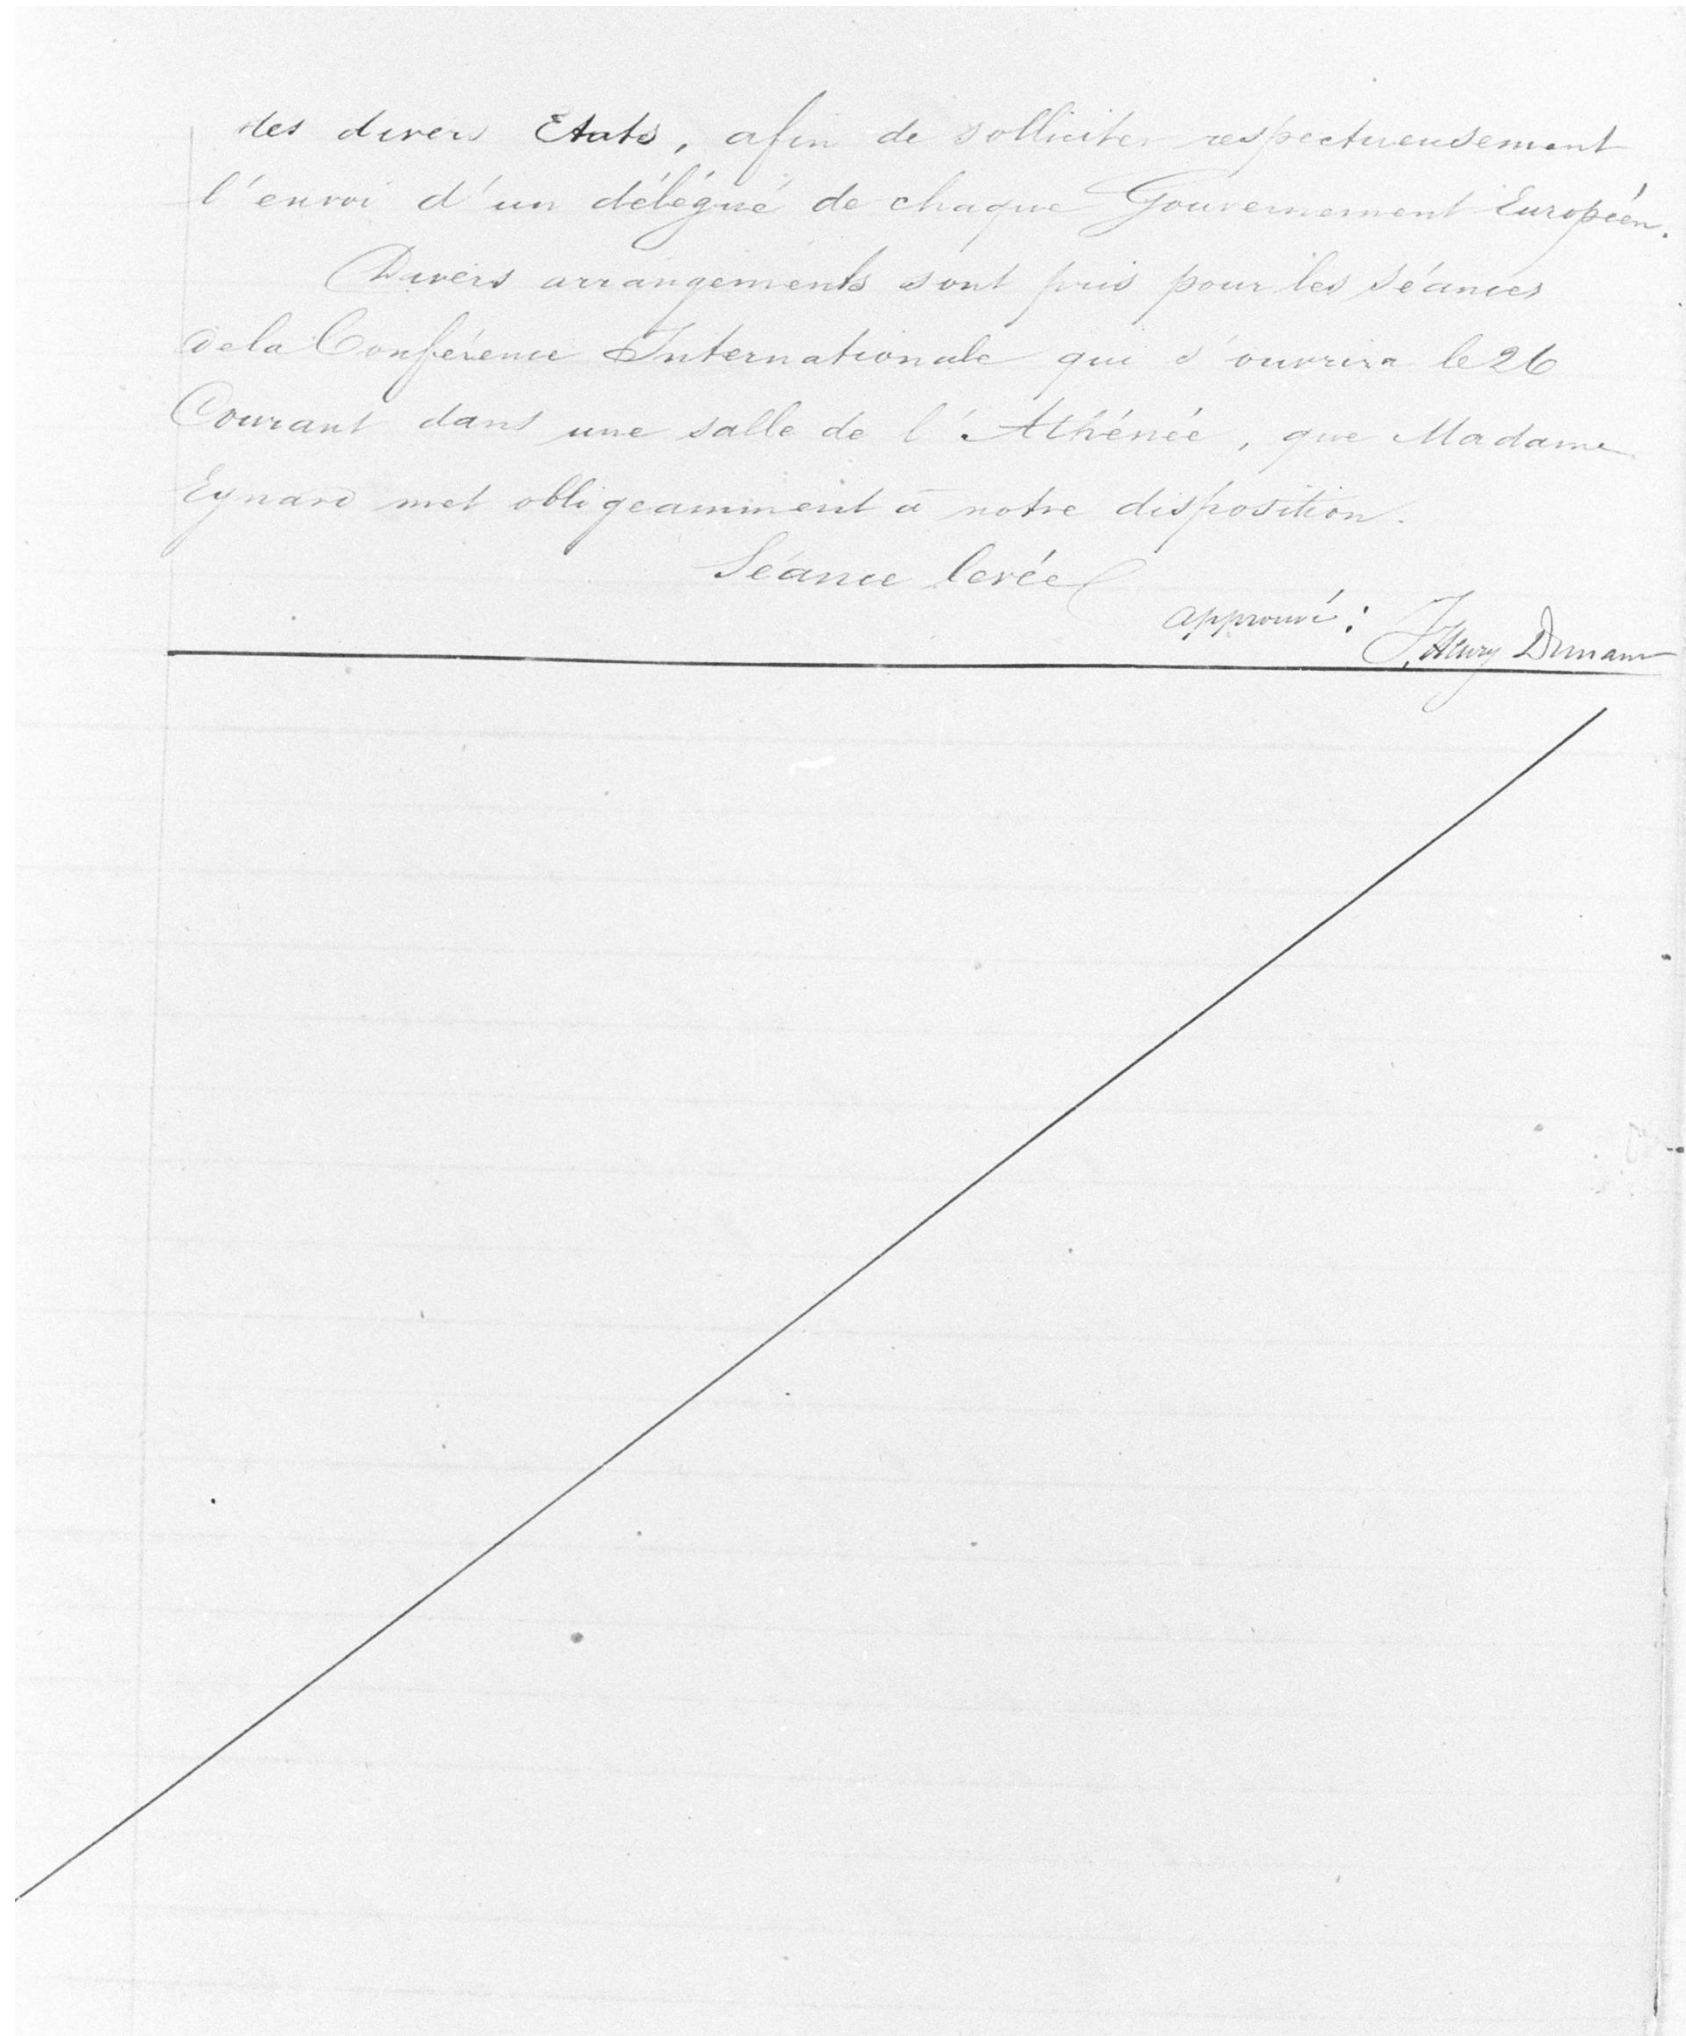 des divers Etats, afin de solliciter respectueusement
l'envoi d'un délégué de chaque Gouvernement Européen.
Divers arrangements sont pris pour les séances
de la Conférence Internationale qui s'ouvrira le 26
Courant dans une salle de l'Athénée, que Madame
Eynard met obligeamment à notre disposition.
Séance levée
approuvé : J. Henry Dunant